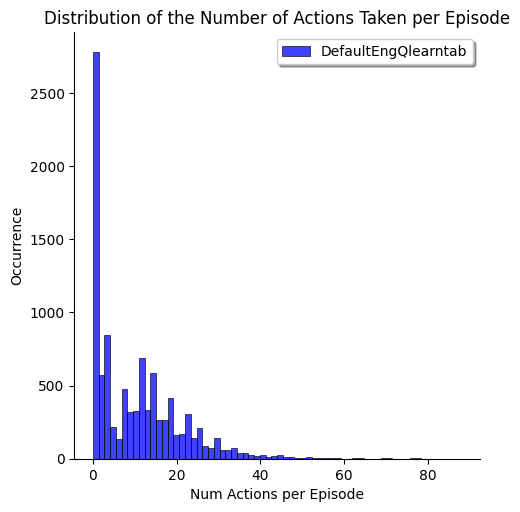 Distribution of the Number of Actions Taken per Episode
DefaultEngQlearntab
2500
2000
1500
1000
500
0
Occurrence
0 20 40 60 80
Num Actions per Episode